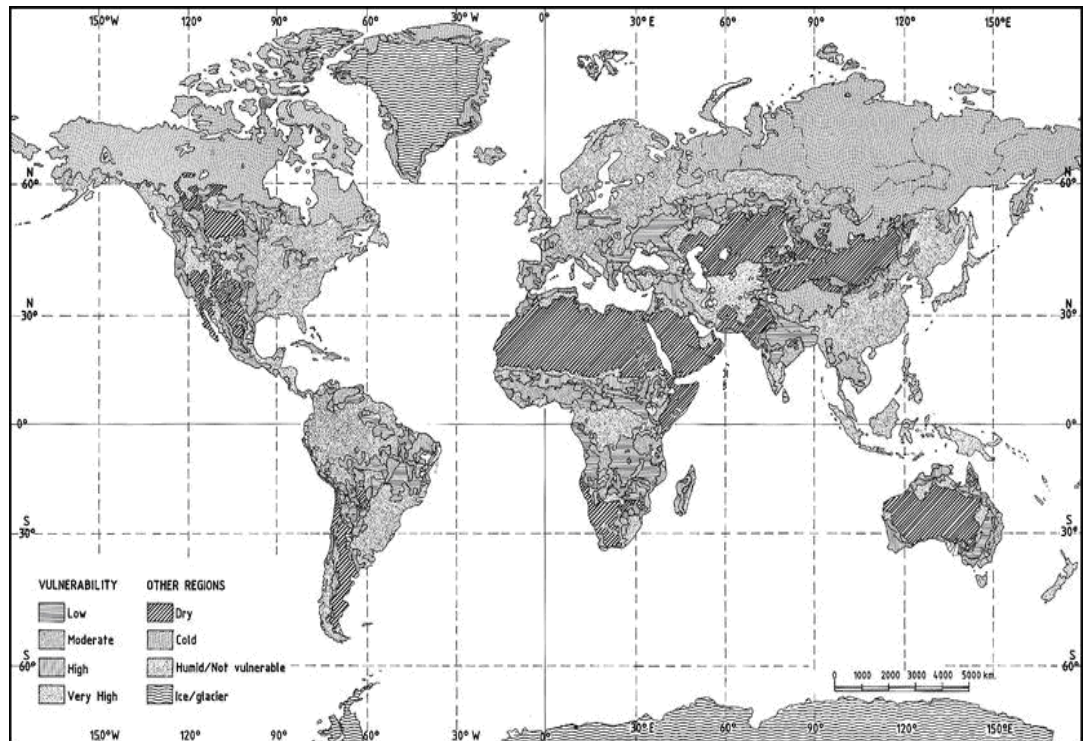 150°W 120° 90° 60° 30°W 0° 30°E 60° 90° 120° 150°E
N
60°
N
60°
N
30°
N
30°
0°
0°
S
30°
S
30°
S
60°
S
60°
VULNERABILITY
Low
Moderate
High
Very High
OTHER REGIONS
Dry
Cold
Humid/Not vulnerable
Ice/glacier
0 1000 2000 3000 4000 5000 km.
150°W 120° 90° 60° 30°W 0° 30°E 60° 90° 120° 150°E